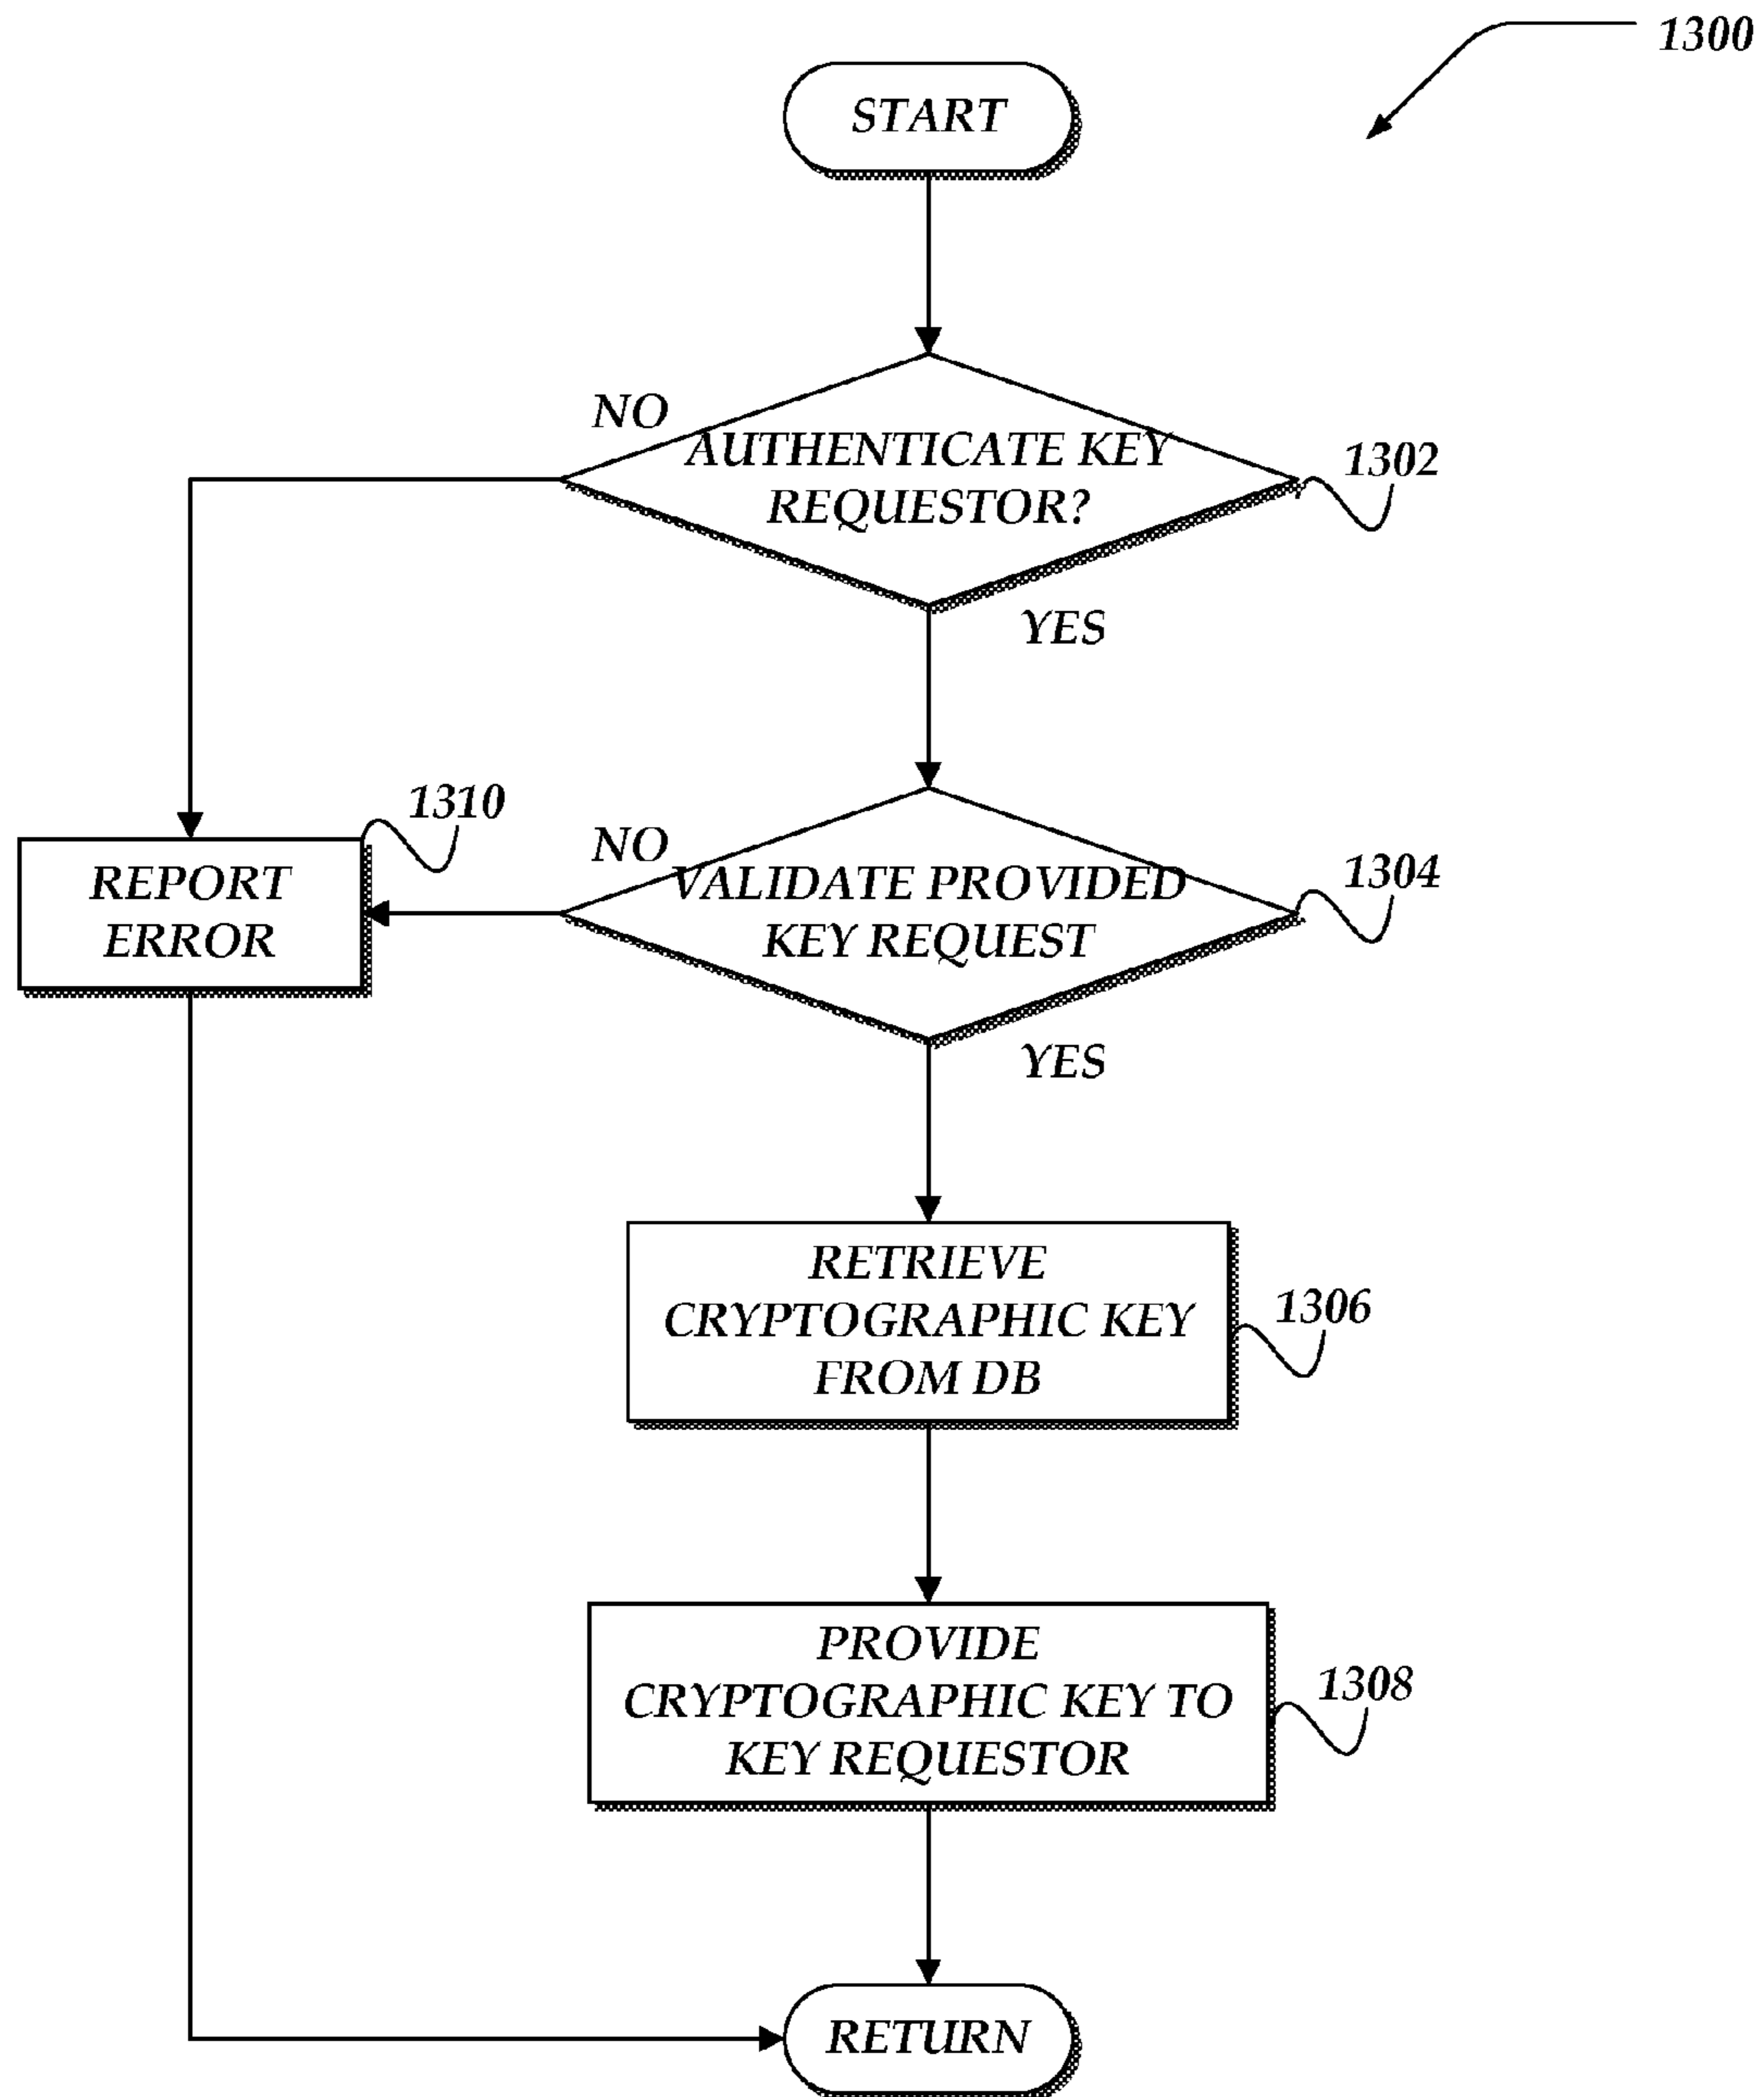 1300
START
NO
AUTHENTICATE KEY
REQUESTOR?
1302
YES
1310
REPORT
ERROR
NO
VALIDATE PROVIDED
KEY REQUEST
1304
YES
RETRIEVE
CRYPTOGRAPHIC KEY
FROM DB
1306
PROVIDE
CRYPTOGRAPHIC KEY TO
KEY REQUESTOR
1308
RETURN